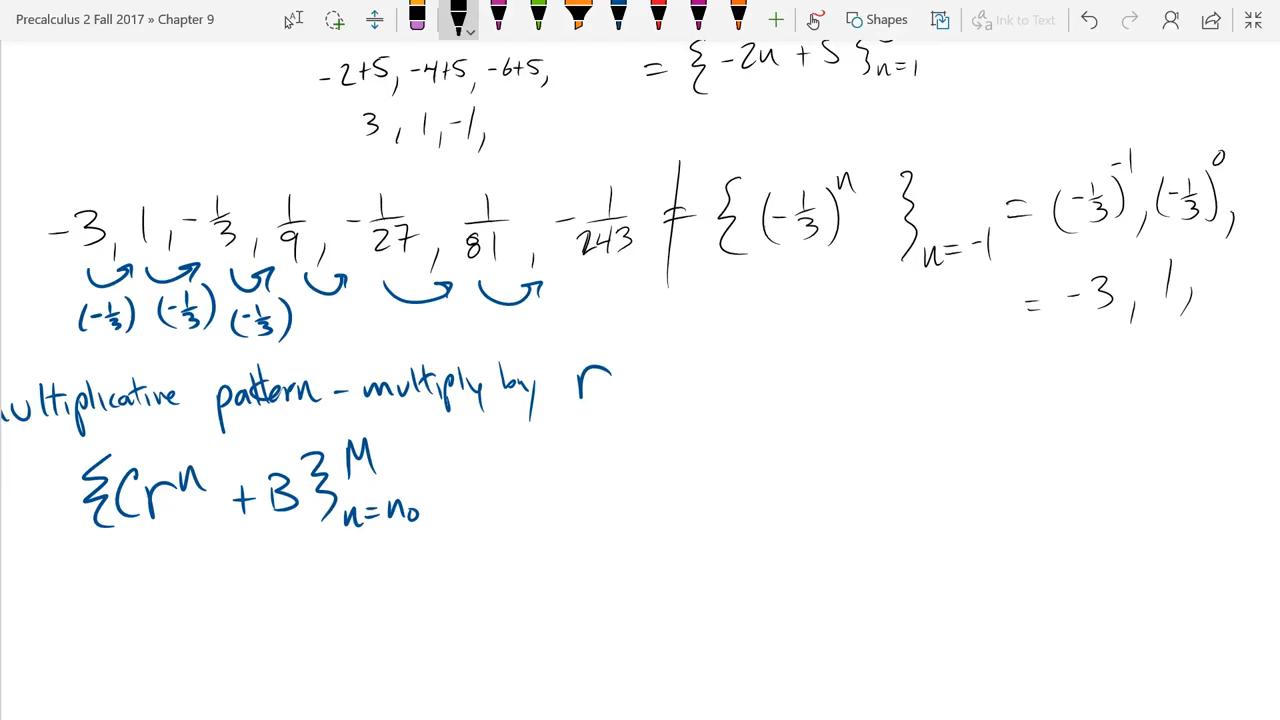 Precalculus 2 Fall 2017 » Chapter 9
Shapes
Ink to Text
-2+5, -4+5, -6+5,
= {-2n + 5}n=1
3, 1, -1,
-3, 1, -1/3, 1/9, -1/27, 1/81, -1/243
= {(-1/3)^n}n=-1
= (-1/3)^-1, (-1/3)^0,
= -3, 1,
(-1/3) (-1/3) (-1/3)
ultiplicative pattern - multiply by r
{Cr^n + B}^M n=n0